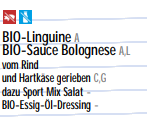 BIO-Linguine A
BIO-Sauce Bolognese A,L
vom Rind
und Hartkäse gerieben C,G
dazu Sport Mix Salat -
BIO-Essig-Öl-Dressing -